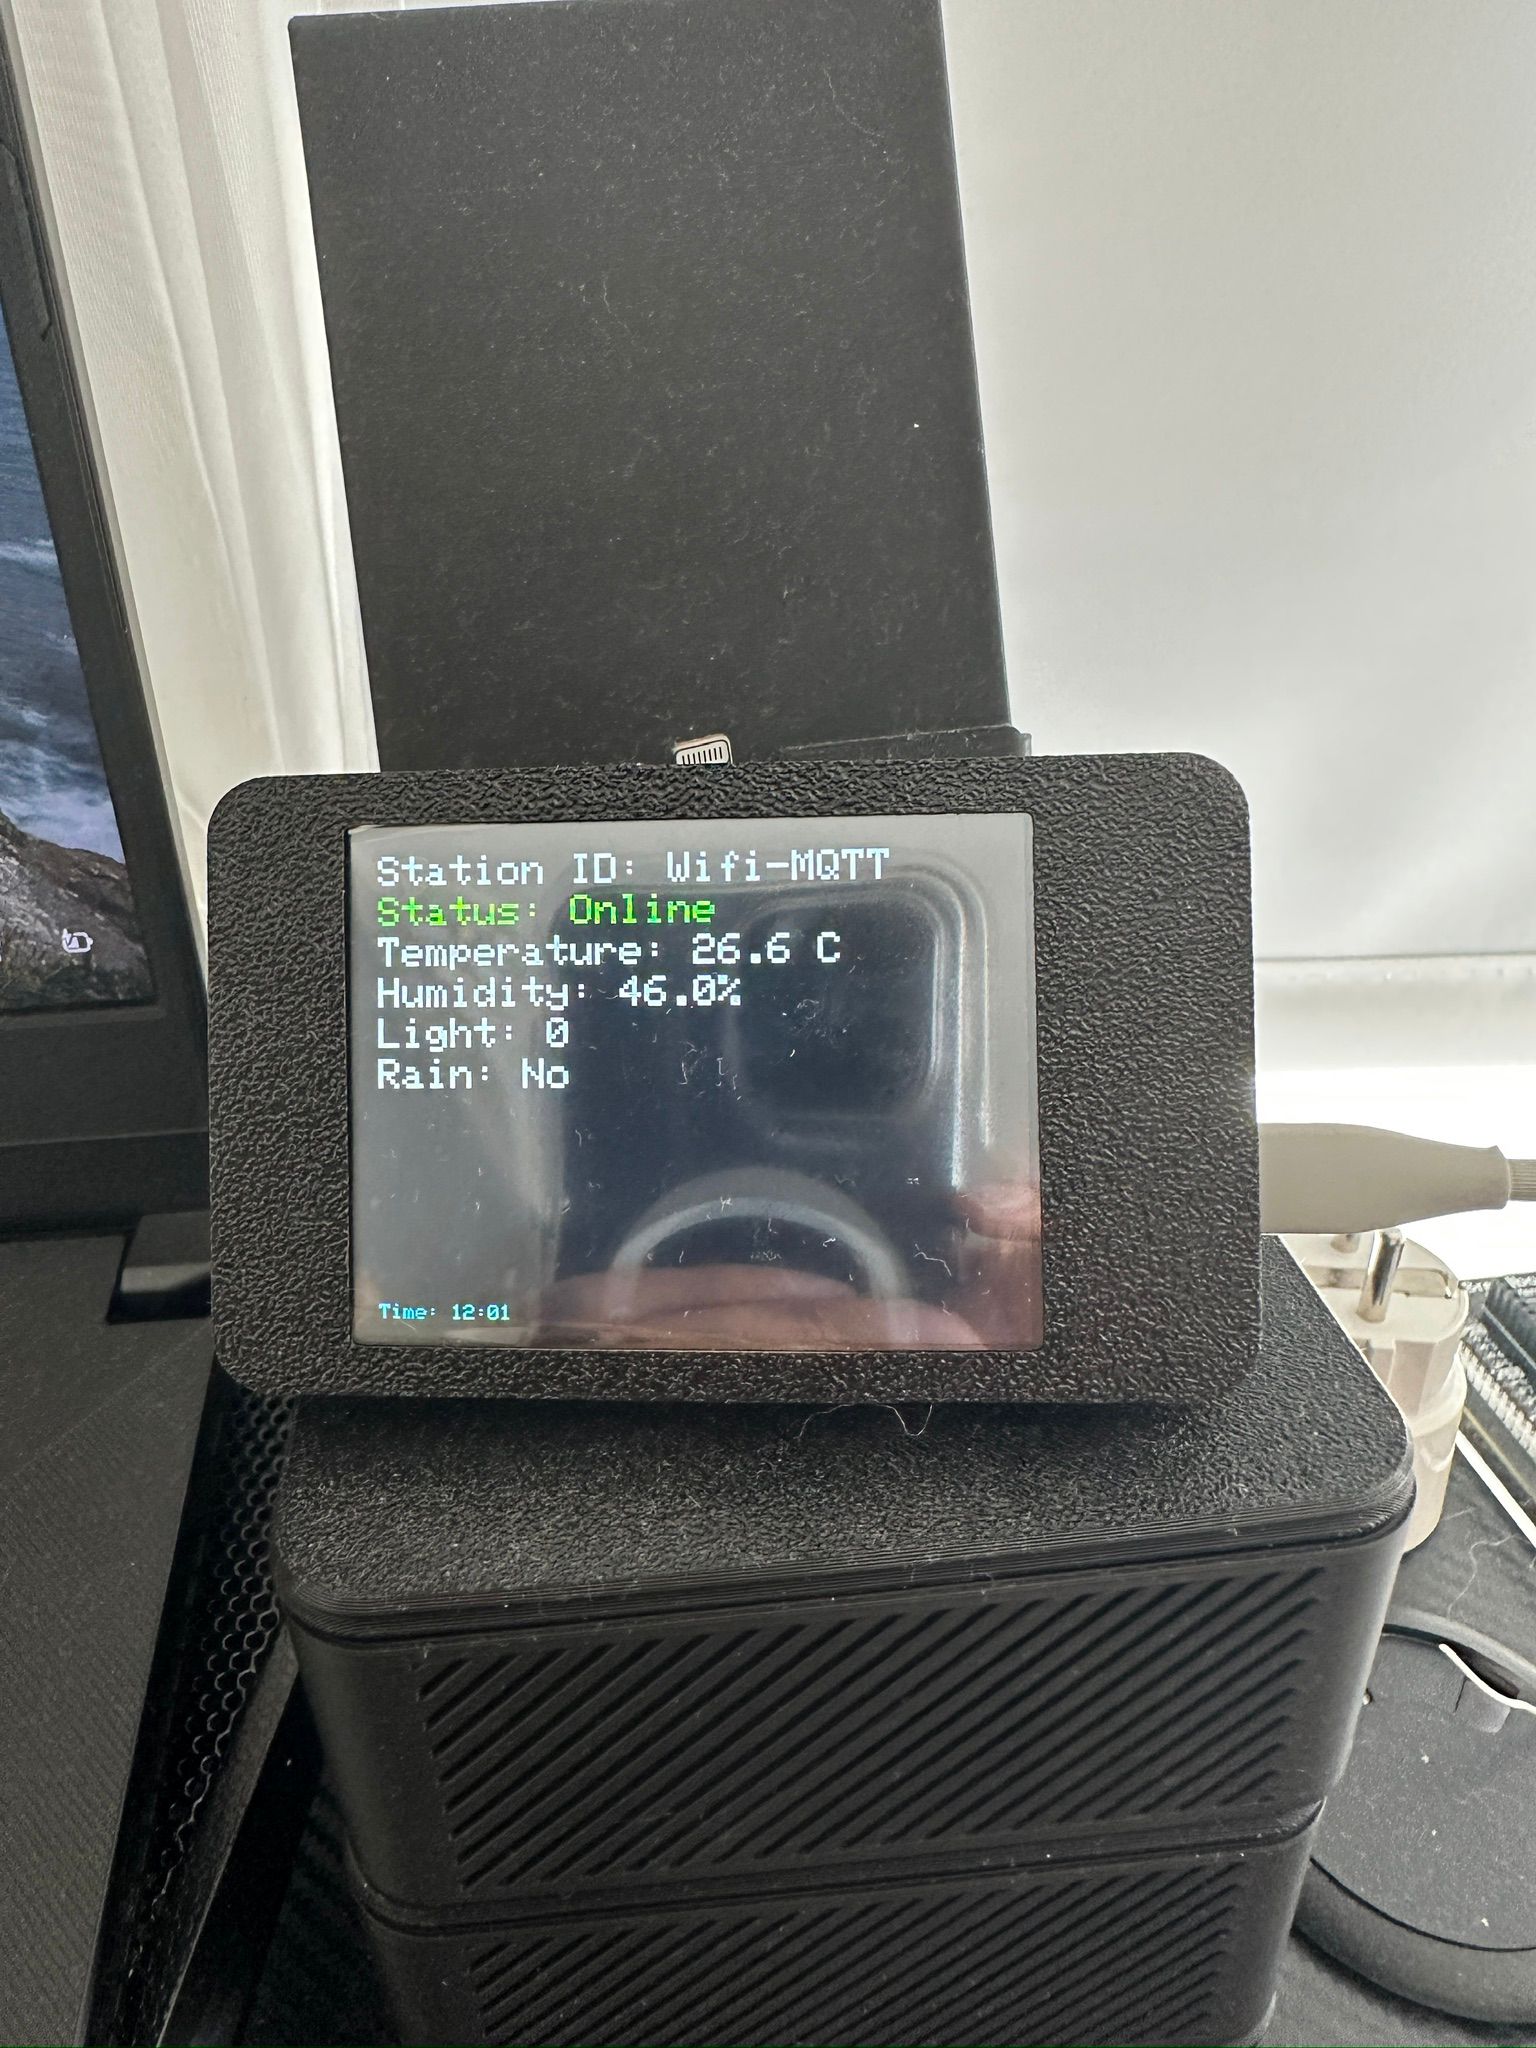 Station ID: Wifi-MQTT
Status: Online
Temperature: 26.6 C
Humidity: 46.0%
Light: 0
Rain: No
Time: 12:01